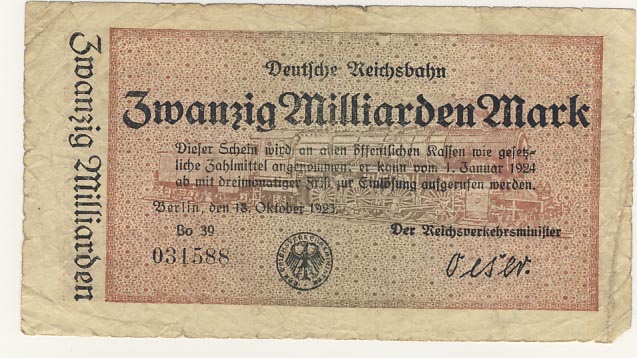 Zwanzig Milliarden
Deutsche Reichsbahn
Zwanzig Milliarden Mark
Dieser Schein wird an allen öffentlichen Kassen wie gesetz-
liche Zahlmittel angenommen; er kann vom 1. Januar 1924
ab mit dreimonatiger Frist zur Einlösung aufgerufen werden.
Berlin, den 18. Oktober 1923.
Bo 39
031588
Der Reichsverkehrsminister
Oeser.